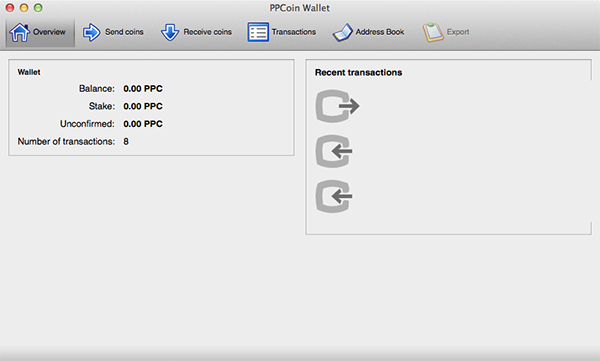 PPCoin Wallet
Overview Send coins Receive coins Transactions Address Book Export
Wallet
Balance: 0.00 PPC
Stake: 0.00 PPC
Unconfirmed: 0.00 PPC
Number of transactions: 8
Recent transactions